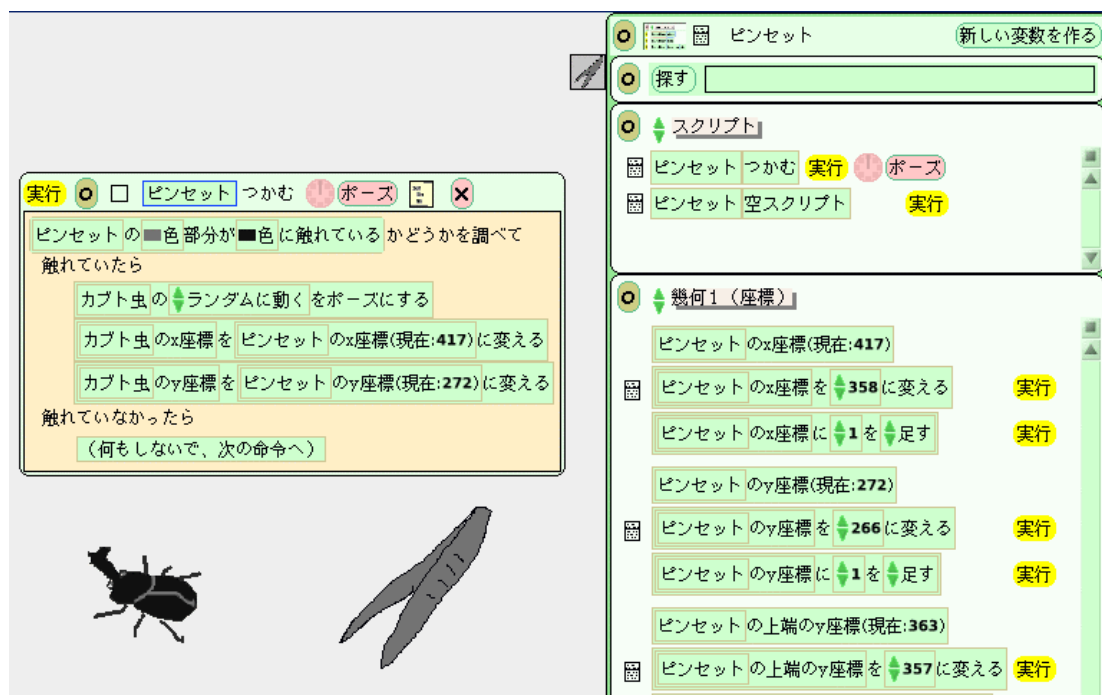 ピンセット 新しい変数を作る
探す
スクリプト
ピンセット つかむ 実行 ポーズ
ピンセット 空スクリプト 実行
実行 ピンセット つかむ ポーズ
ピンセット の 色 部分が 色 に触れている かどうかを調べて
触れていたら
カブト虫 の ランダムに動く をポーズにする
カブト虫 のx座標 を ピンセット のx座標(現在:417) に変える
カブト虫 のy座標 を ピンセット のy座標(現在:272) に変える
触れていなかったら
(何もしないで、次の命令へ)
幾何1 (座標)
ピンセット のx座標(現在:417)
ピンセット のx座標 を 358 に変える 実行
ピンセット のx座標 に 1 を 足す 実行
ピンセット のy座標(現在:272)
ピンセット のy座標 を 266 に変える 実行
ピンセット のy座標 に 1 を 足す 実行
ピンセット の上端のy座標(現在:363)
ピンセット の上端のy座標 を 357 に変える 実行